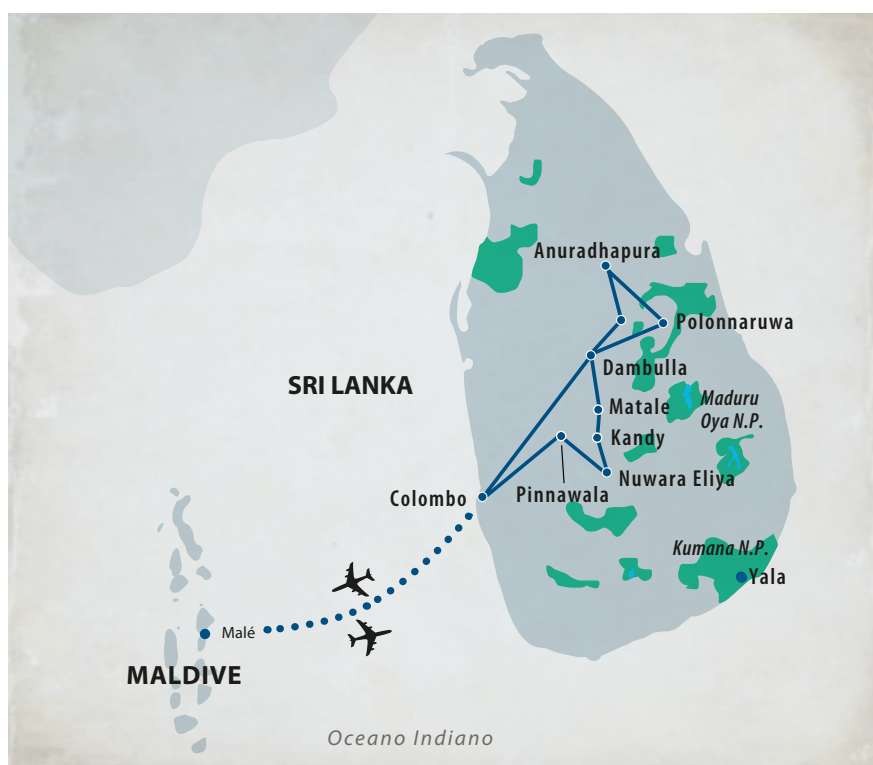 Anuradhapura
Polonnaruwa
Dambulla
SRI LANKA
Maduru
Oya N.P.
Matale
Kandy
Nuwara Eliya
Pinnawala
Colombo
Kumana N.P.
Yala
Malé
MALDIVE
Oceano Indiano